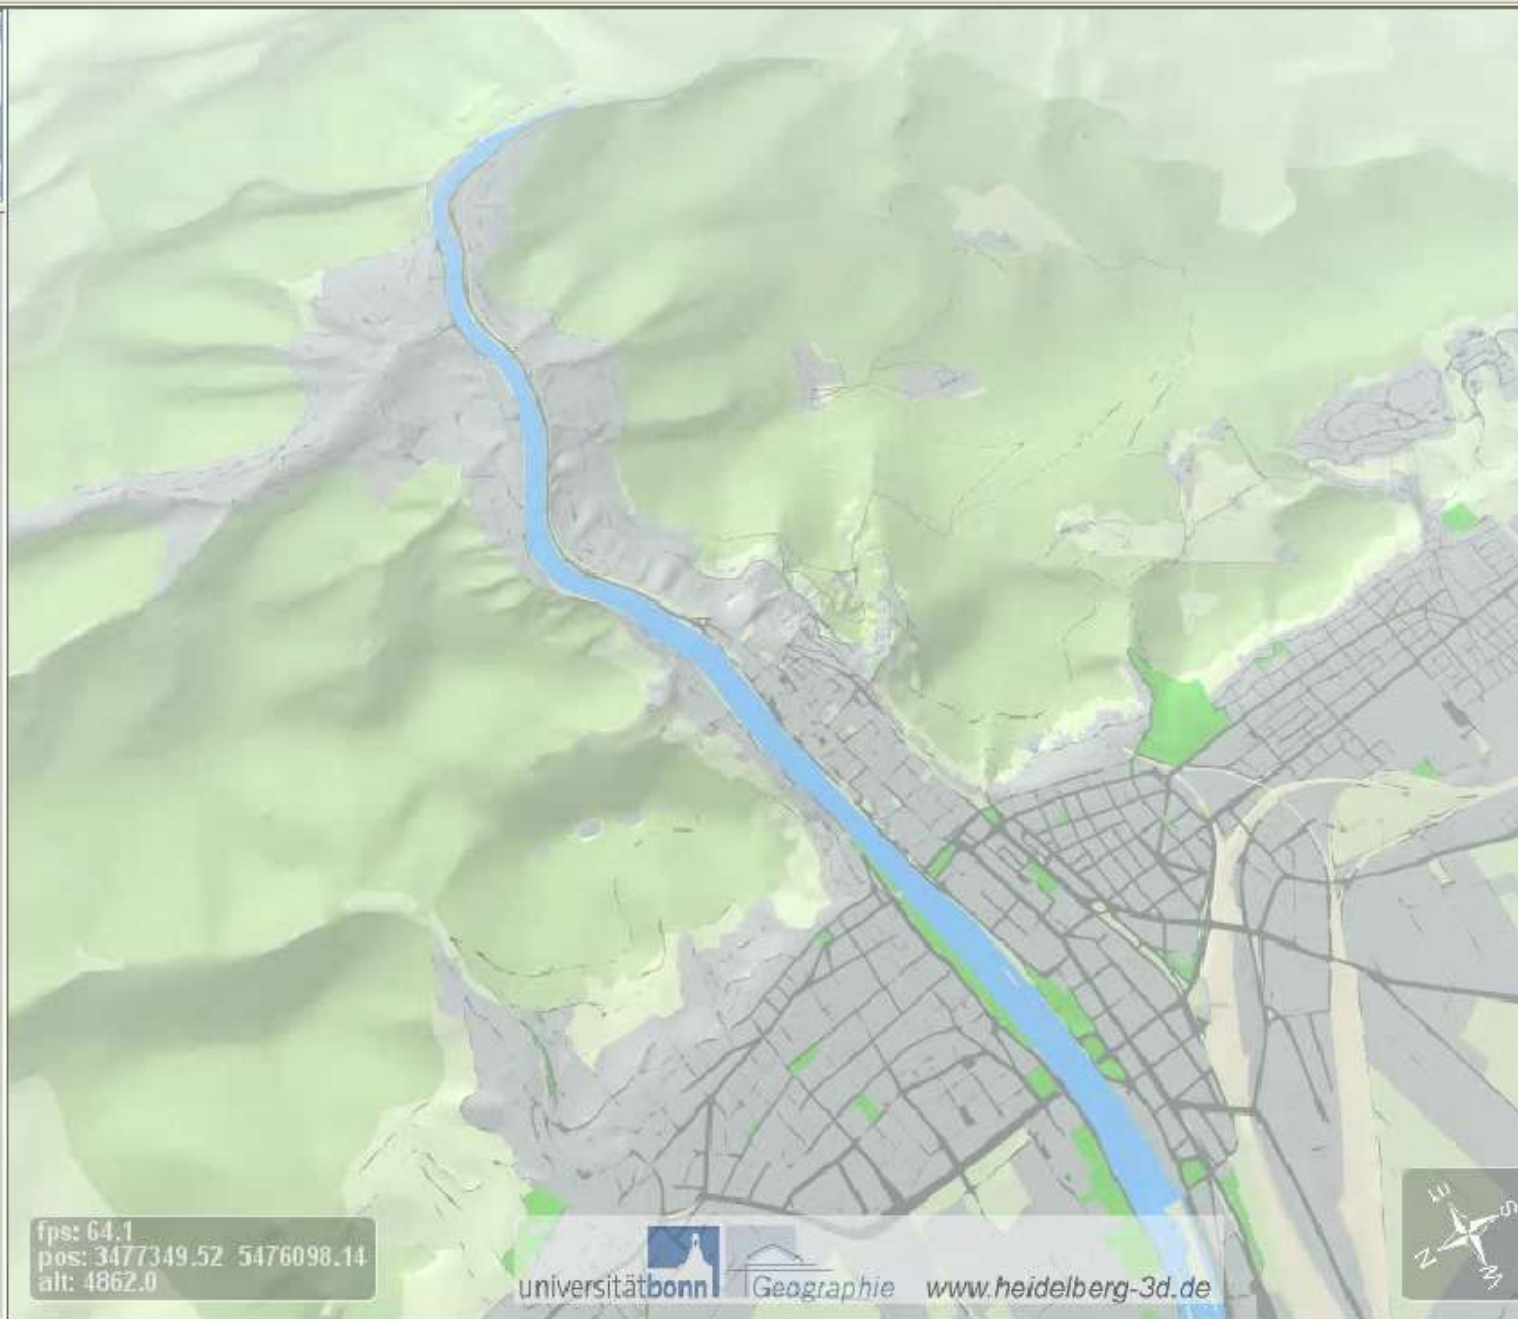 fps: 64.1
pos: 3477349.52 5476098.14
alt: 4862.0
universitätbonn Geographie www.heidelberg-3d.de
E
S
N
W